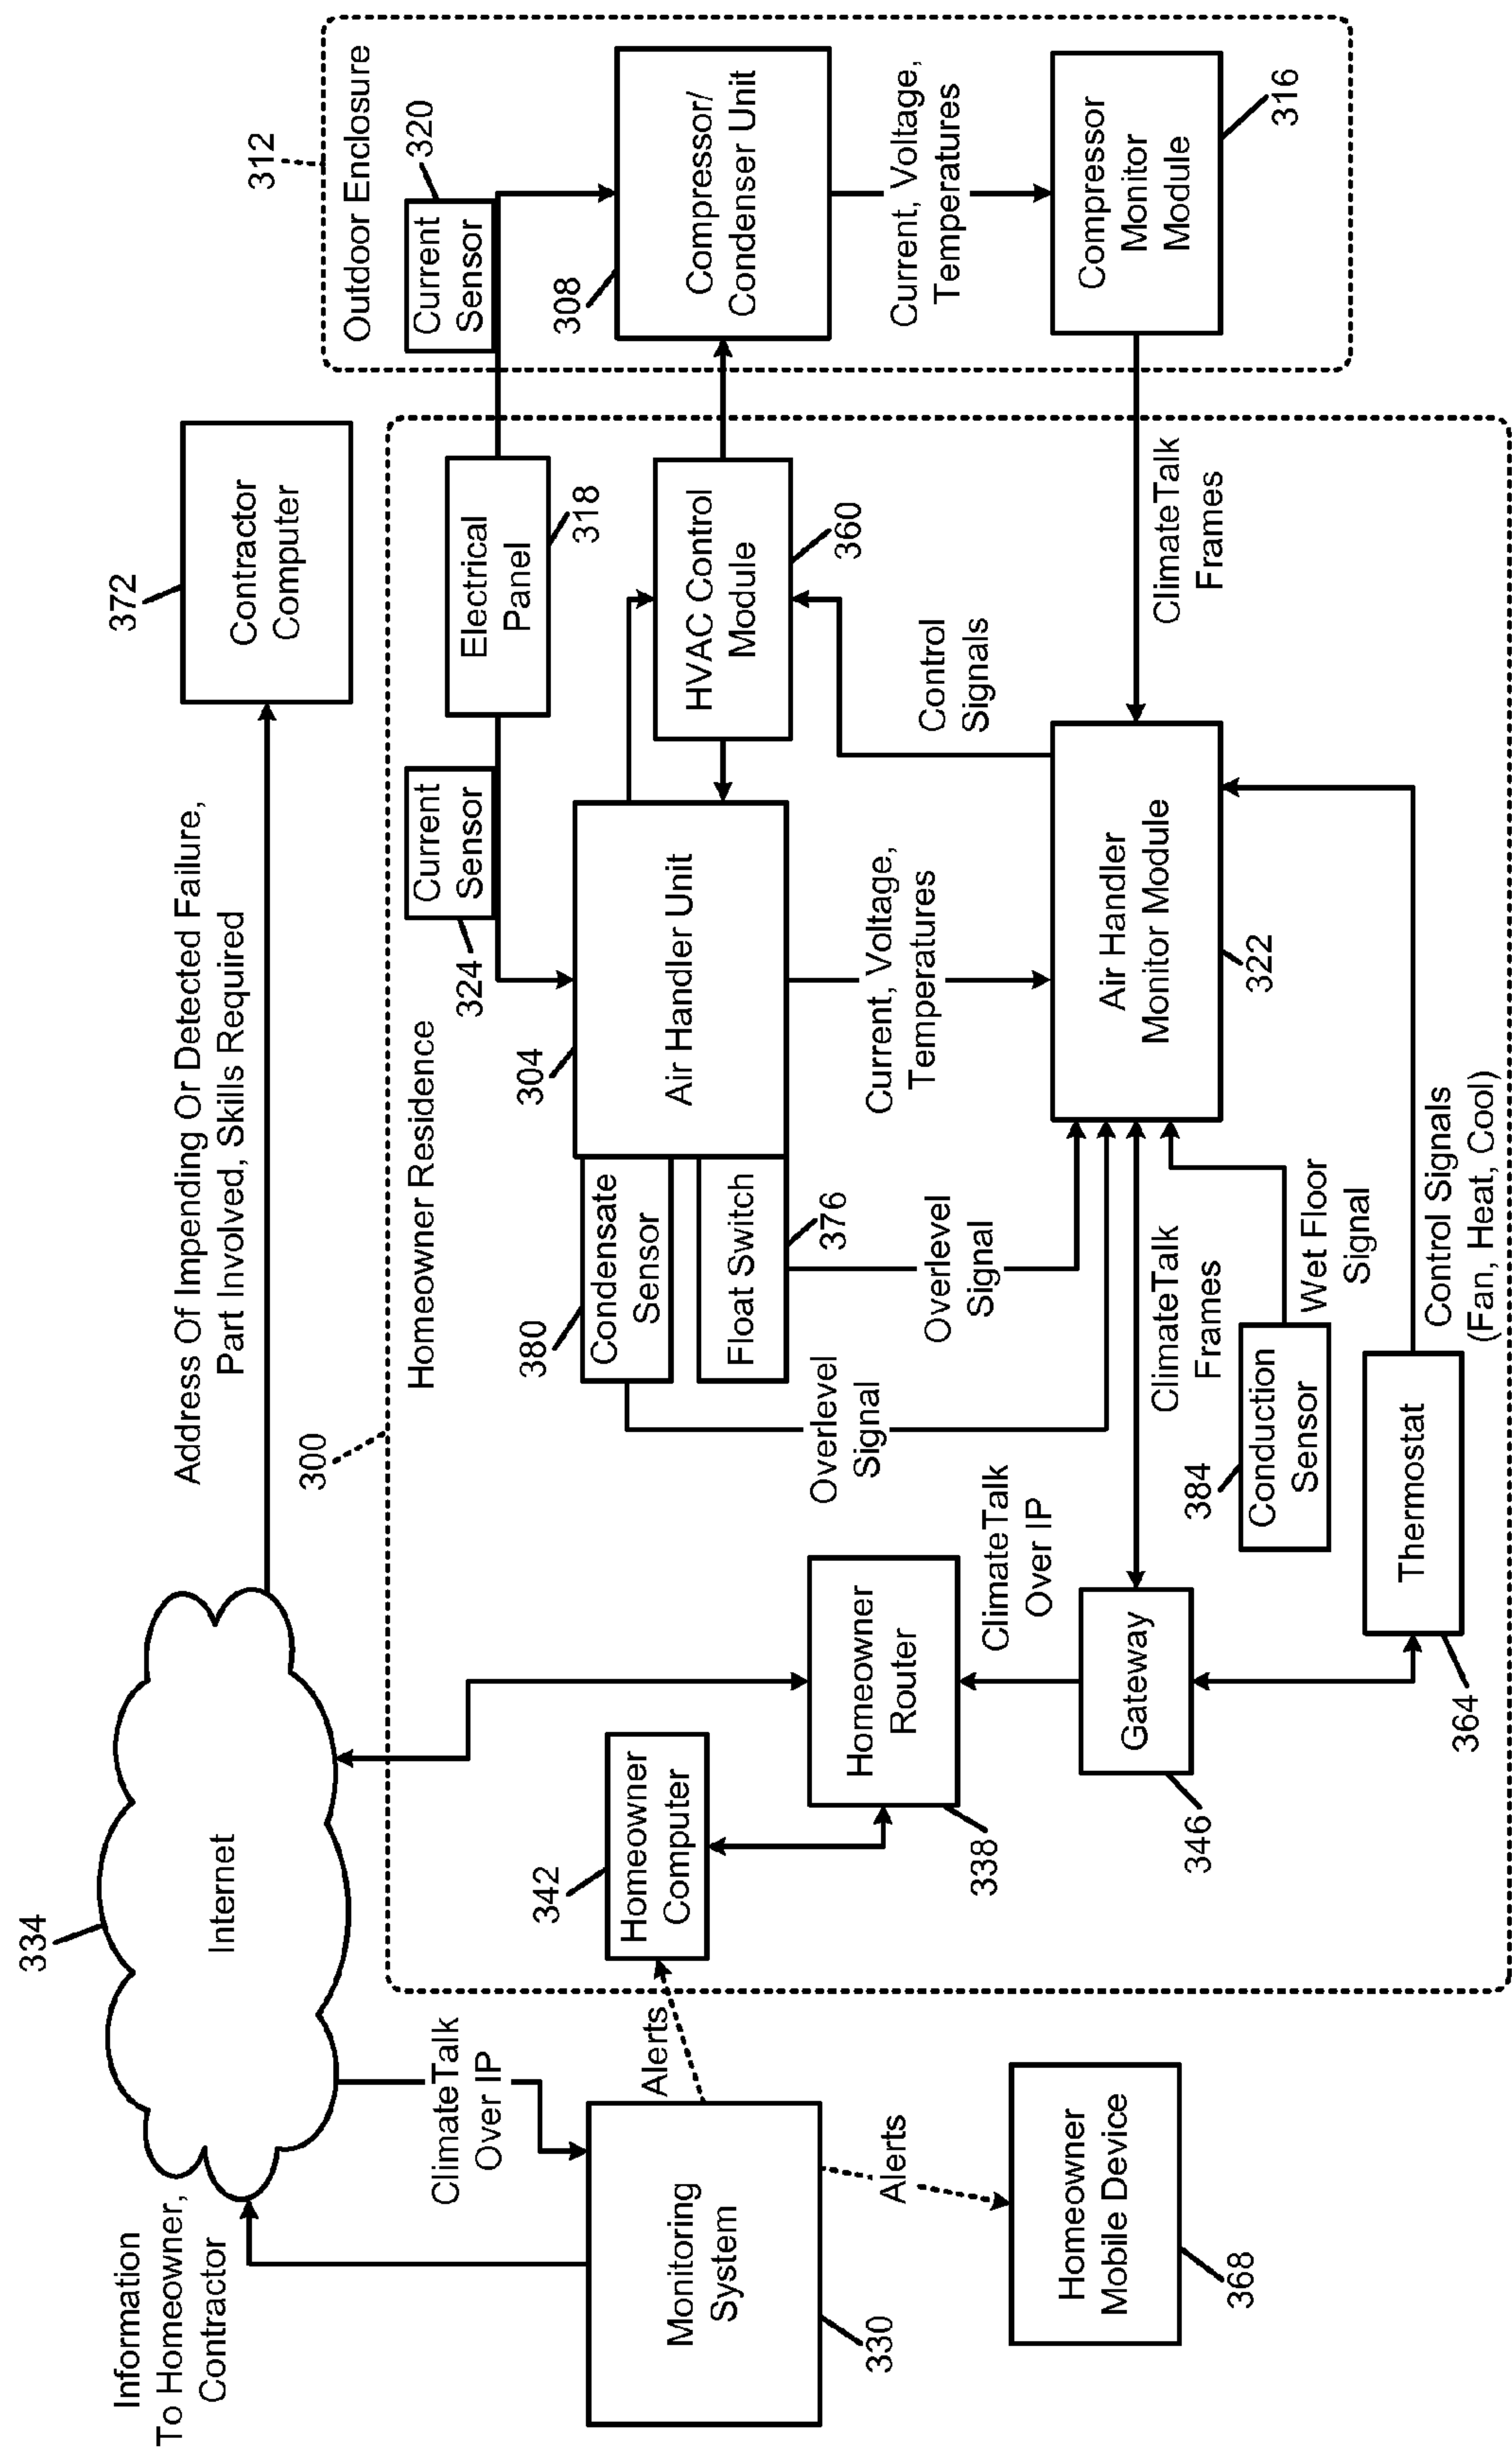 Information
To Homeowner,
Contractor
334
Internet
Address Of Impending Or Detected Failure,
Part Involved, Skills Required
372
Contractor
Computer
312
Outdoor Enclosure
300
Homeowner Residence
ClimateTalk
Over IP
Monitoring
System
330
Alerts
Alerts
Homeowner
Mobile Device
368
342
Homeowner
Computer
Homeowner
Router
338
ClimateTalk
Over IP
Gateway
346
Current
Sensor
324
Electrical
Panel
318
Current
Sensor
320
304
Air Handler Unit
380
Condensate
Sensor
Float Switch
376
HVAC Control
Module
360
308
Compressor/
Condenser Unit
Overlevel
Signal
Overlevel
Signal
Current, Voltage,
Temperatures
Control
Signals
Current, Voltage,
Temperatures
ClimateTalk
Frames
Air Handler
Monitor Module
322
ClimateTalk
Frames
Compressor
Monitor
Module
316
384
Conduction
Sensor
Wet Floor
Signal
Thermostat
364
Control Signals
(Fan, Heat, Cool)